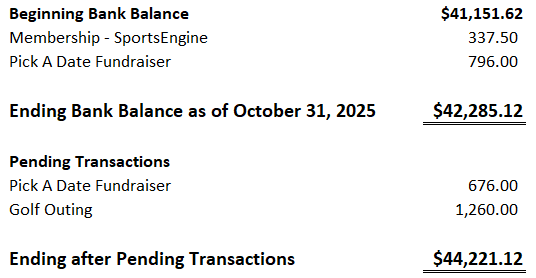 Beginning Bank Balance $41,151.62
Membership - SportsEngine 337.50
Pick A Date Fundraiser 796.00
Ending Bank Balance as of October 31, 2025 $42,285.12
Pending Transactions
Pick A Date Fundraiser 676.00
Golf Outing 1,260.00
Ending after Pending Transactions $44,221.12